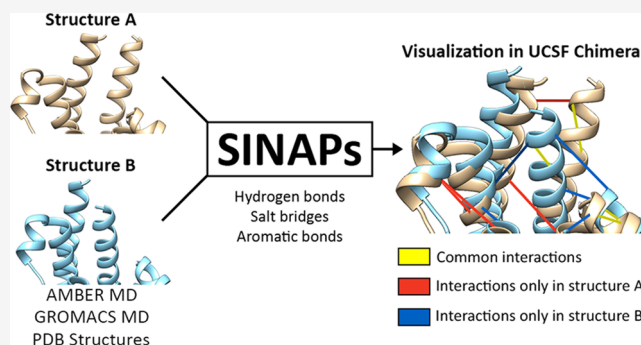 Structure A
Structure B
AMBER MD
GROMACS MD
PDB Structures
SINAPs
Hydrogen bonds
Salt bridges
Aromatic bonds
Visualization in UCSF Chimera
Common interactions
Interactions only in structure A
Interactions only in structure B